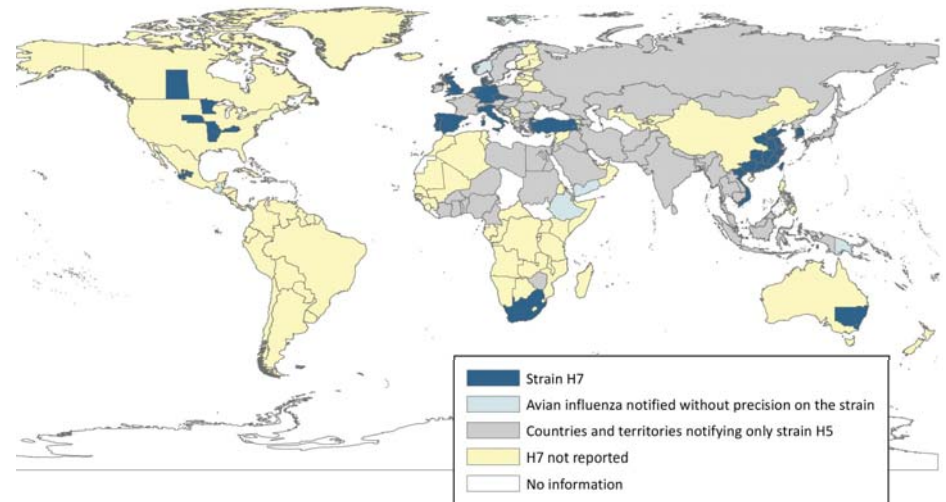 Strain H7
Avian influenza notified without precision on the strain
Countries and territories notifying only strain H5
H7 not reported
No information